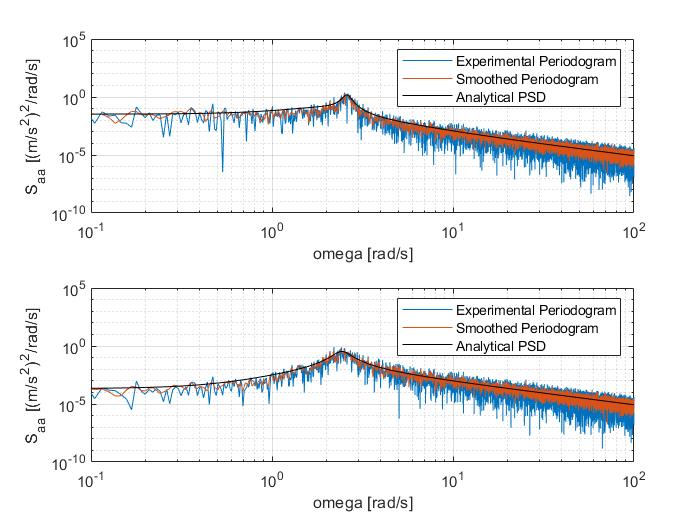 10^5
10^0
10^-5
10^-10
S_aa [(m/s^2)^2/rad/s]
Experimental Periodogram
Smoothed Periodogram
Analytical PSD
10^-1 10^0 10^1 10^2
omega [rad/s]
10^5
10^0
10^-5
10^-10
S_aa [(m/s^2)^2/rad/s]
Experimental Periodogram
Smoothed Periodogram
Analytical PSD
10^-1 10^0 10^1 10^2
omega [rad/s]